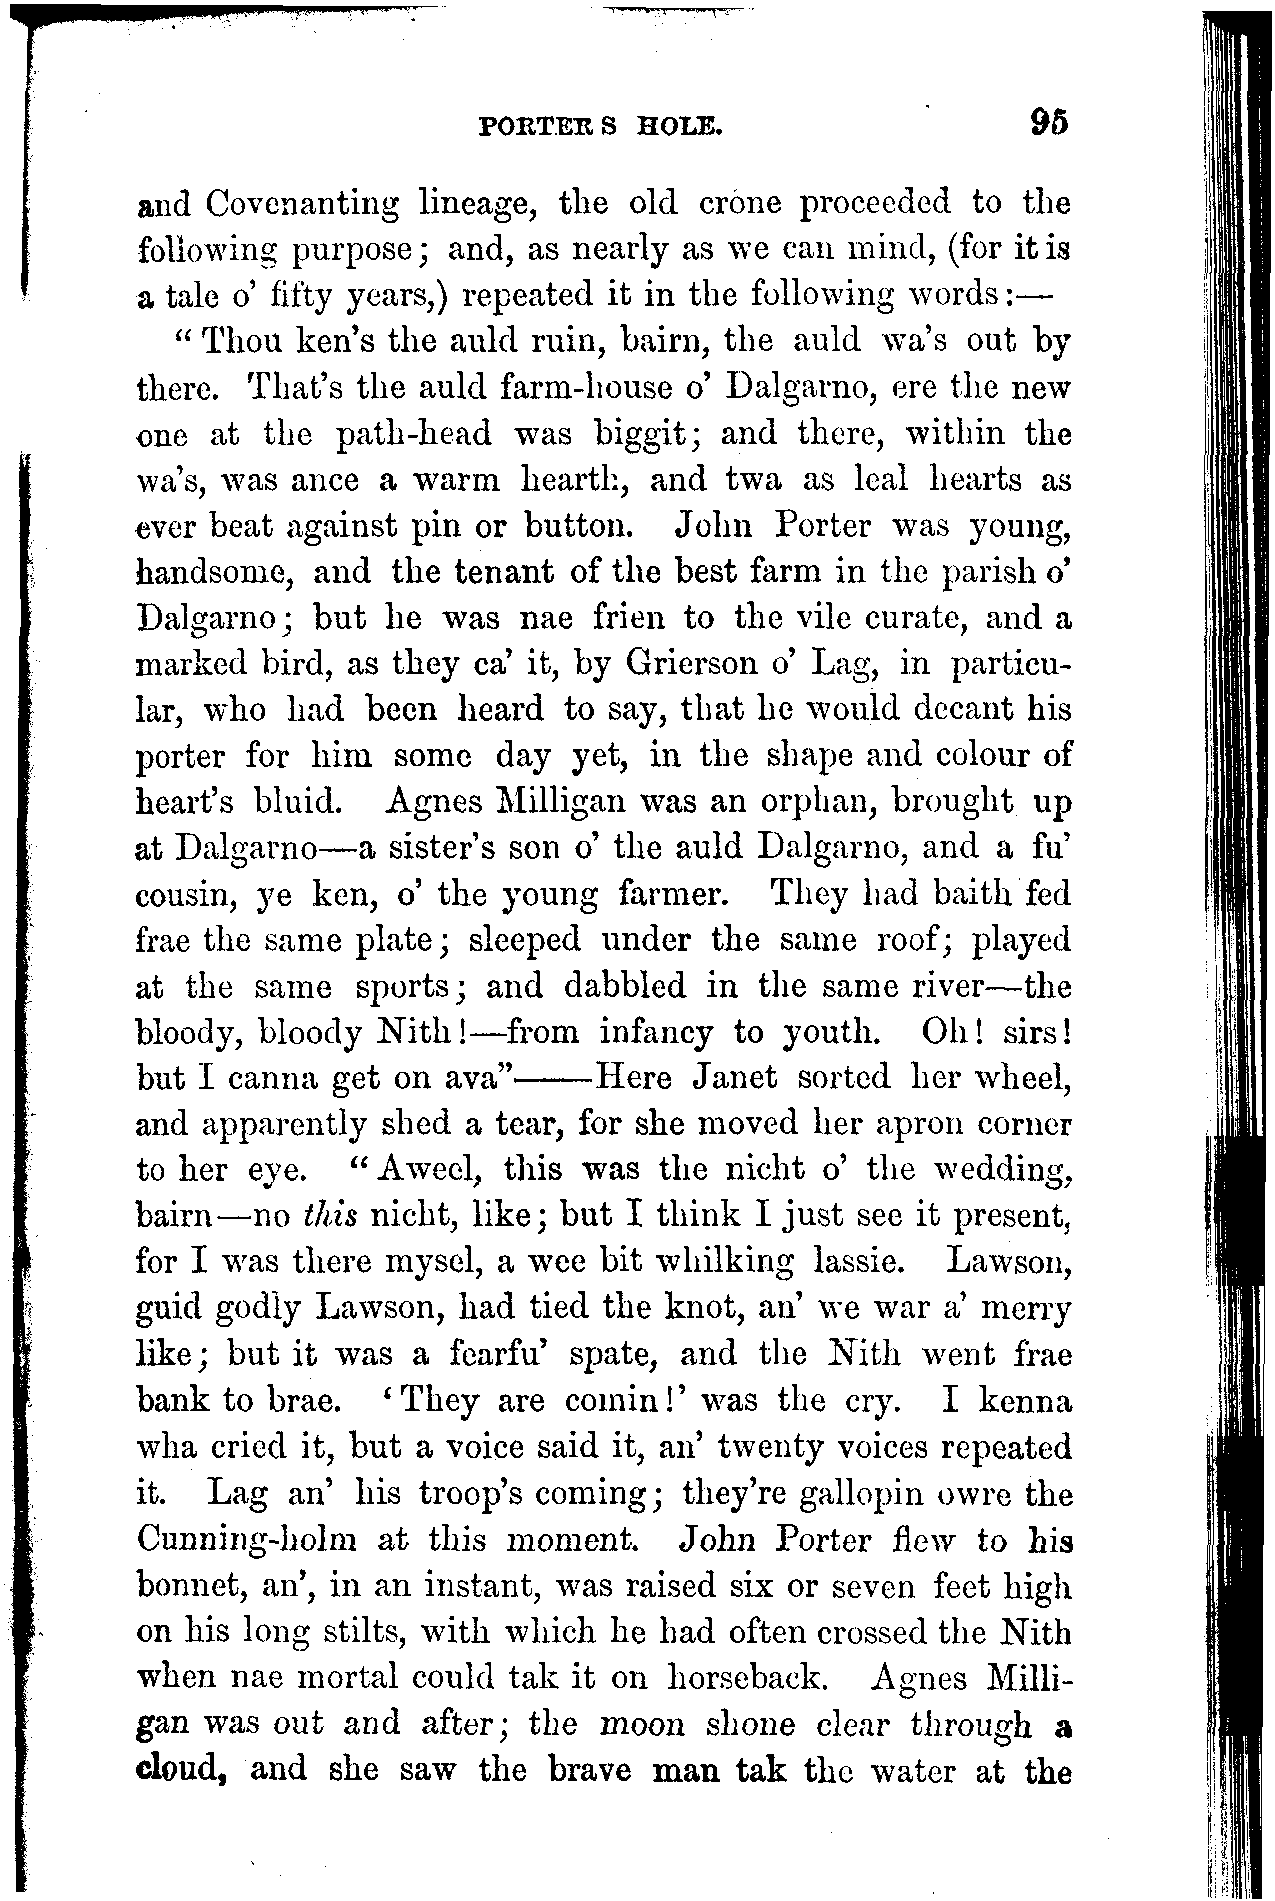 PORTER S HOLE. 95
and Covenanting lineage, the old crone proceeded to the
following purpose; and, as nearly as we can mind, (for it is
a tale o' fifty years,) repeated it in the following words:—
"Thou ken's the auld ruin, bairn, the auld wa's out by
there. That's the auld farm-house o' Dalgarno, ere the new
one at the path-head was biggit; and there, within the
wa's, was ance a warm hearth, and twa as leal hearts as
ever beat against pin or button. John Porter was young,
handsome, and the tenant of the best farm in the parish o'
Dalgarno; but he was nae frien to the vile curate, and a
marked bird, as they ca' it, by Grierson o' Lag, in particu-
lar, who had been heard to say, that he would decant his
porter for him some day yet, in the shape and colour of
heart's bluid. Agnes Milligan was an orphan, brought up
at Dalgarno—a sister's son o' the auld Dalgarno, and a fu'
cousin, ye ken, o' the young farmer. They had baith fed
frae the same plate; sleeped under the same roof; played
at the same sports; and dabbled in the same river—the
bloody, bloody Nith!—from infancy to youth. Oh! sirs!
but I canna get on ava"——Here Janet sorted her wheel,
and apparently shed a tear, for she moved her apron corner
to her eye. "Aweel, this was the nicht o' the wedding,
bairn—no this nicht, like; but I think I just see it present,
for I was there mysel, a wee bit whilking lassie. Lawson,
guid godly Lawson, had tied the knot, an' we war a' merry
like; but it was a fearfu' spate, and the Nith went frae
bank to brae. 'They are comin!' was the cry. I kenna
wha cried it, but a voice said it, an' twenty voices repeated
it. Lag an' his troop's coming; they're gallopin owre the
Cunning-holm at this moment. John Porter flew to his
bonnet, an', in an instant, was raised six or seven feet high
on his long stilts, with which he had often crossed the Nith
when nae mortal could tak it on horseback. Agnes Milli-
gan was out and after; the moon shone clear through a
cloud, and she saw the brave man tak the water at the